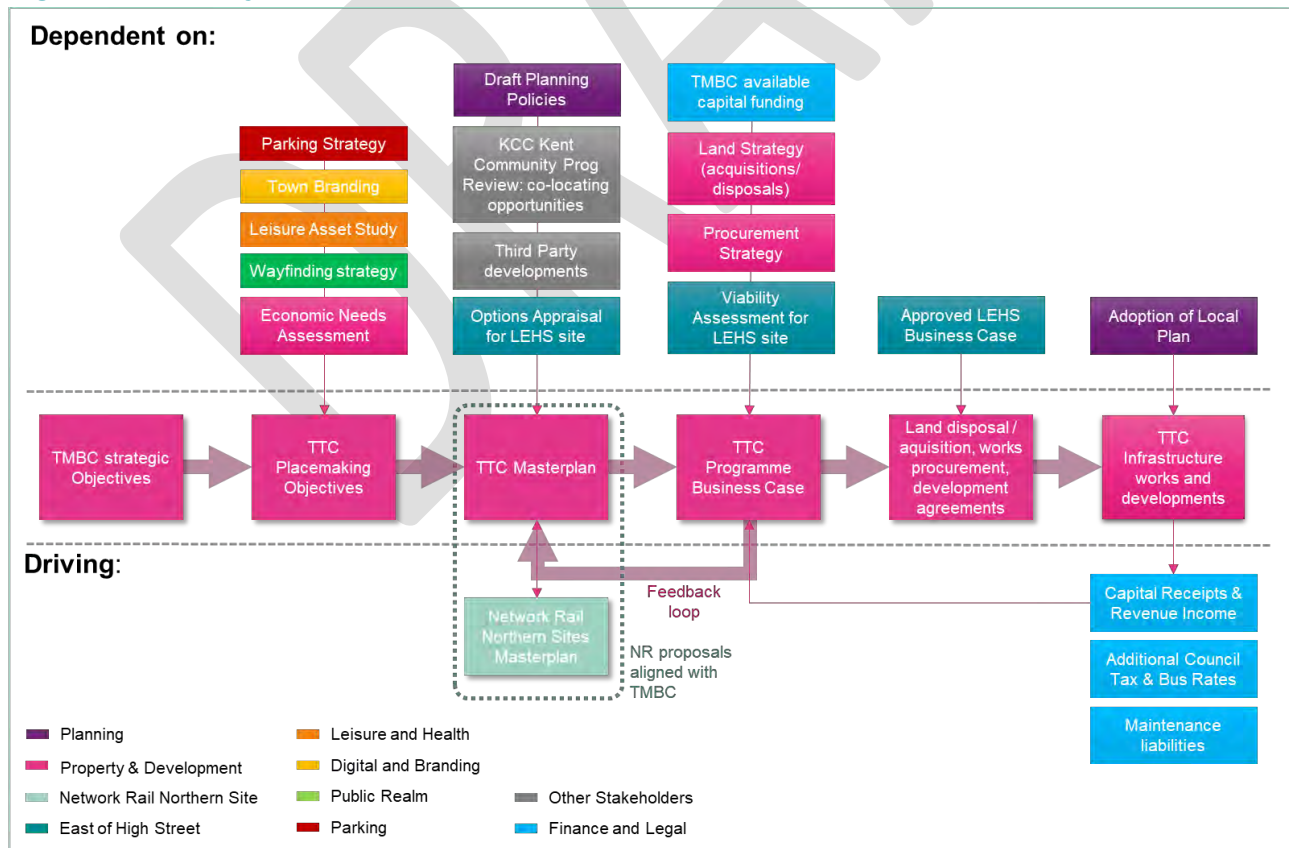 Dependent on:
Draft Planning
Policies
TMBC available
capital funding
Parking Strategy
KCC Kent
Community Prog
Review: co-locating
opportunities
Land Strategy
(acquisitions/
disposals)
Town Branding
Leisure Asset Study
Procurement
Strategy
Third Party
developments
Wayfinding strategy
Economic Needs
Assessment
Options Appraisal
for LEHS site
Viability
Assessment for
LEHS site
Approved LEHS
Business Case
Adoption of Local
Plan
TMBC strategic
Objectives
TTC
Placemaking
Objectives
TTC Masterplan
TTC
Programme
Business Case
Land disposal /
aquisition, works
procurement,
development
agreements
TTC
Infrastructure
works and
developments
Driving:
Feedback
loop
Network Rail
Northern Sites
Masterplan
NR proposals
aligned with
TMBC
Capital Receipts &
Revenue Income
Additional Council
Tax & Bus Rates
Maintenance
liabilities
Planning
Property & Development
Network Rail Northern Site
East of High Street
Leisure and Health
Digital and Branding
Public Realm
Parking
Other Stakeholders
Finance and Legal